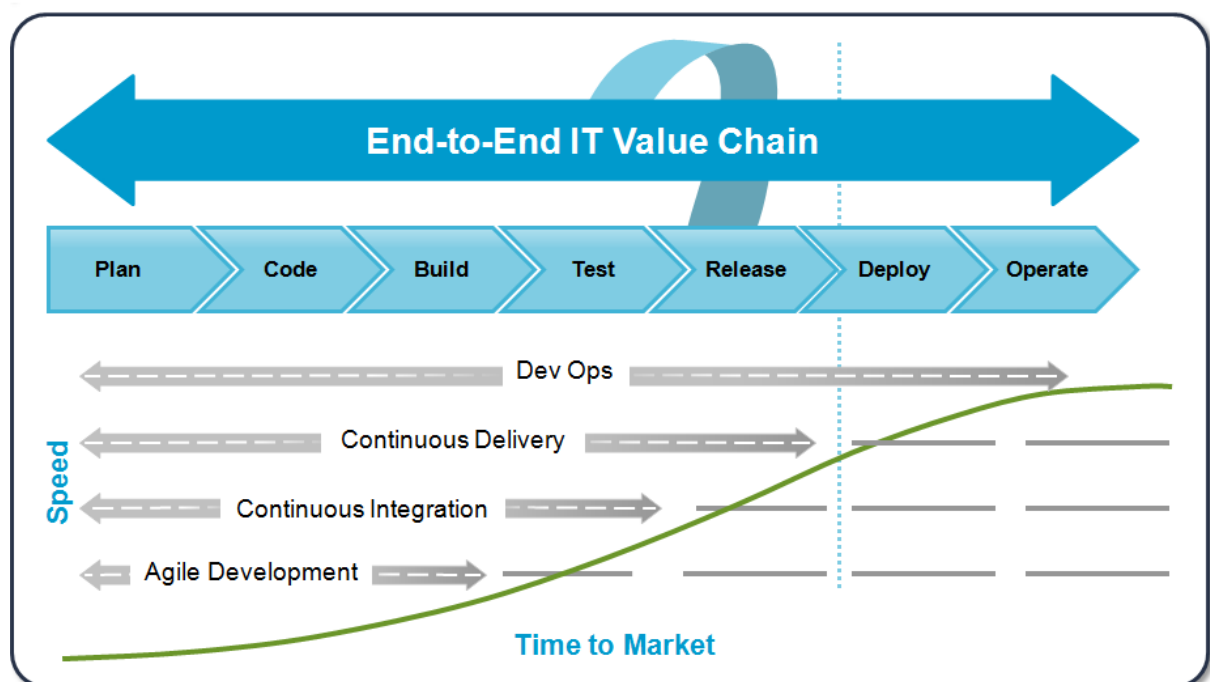 End-to-End IT Value Chain
Plan
Code
Build
Test
Release
Deploy
Operate
Dev Ops
Continuous Delivery
Continuous Integration
Agile Development
Speed
Time to Market